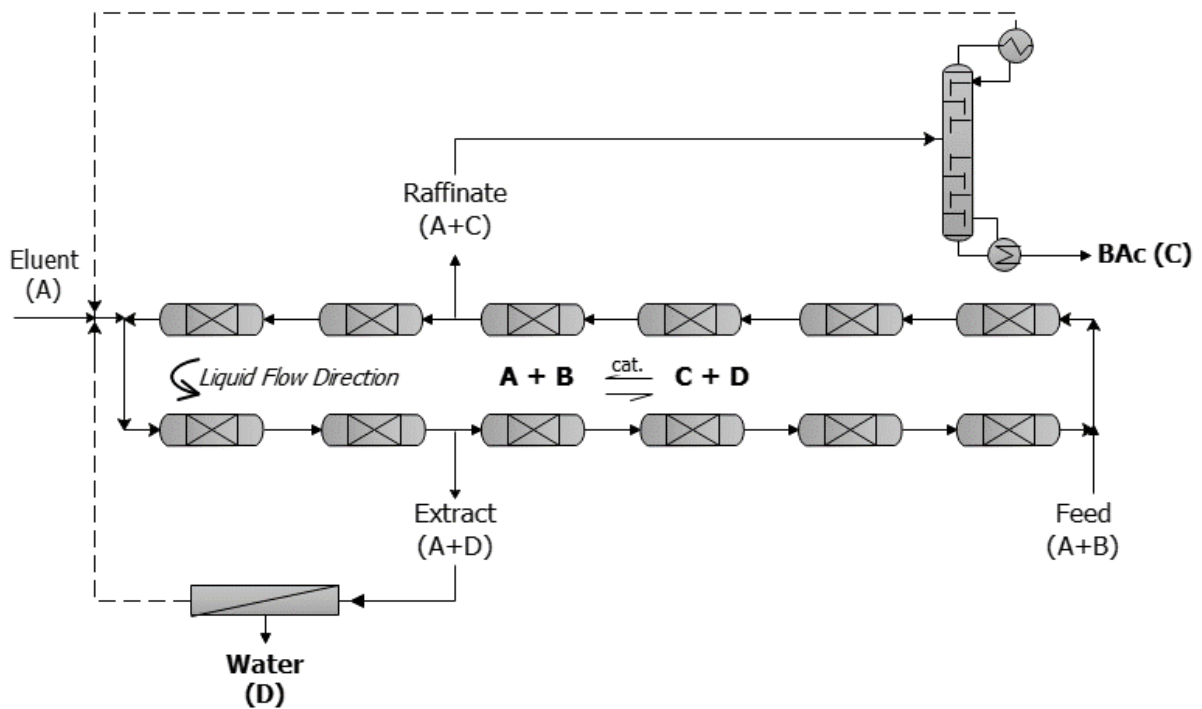 Raffinate
(A+C)
Eluent
(A)
BAc (C)
Liquid Flow Direction
A + B
cat.
C + D
Extract
(A+D)
Feed
(A+B)
Water
(D)